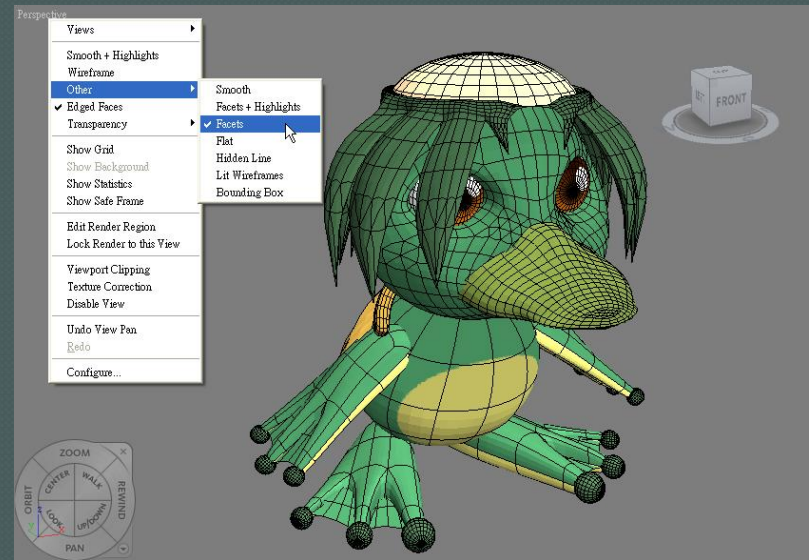 Perspective
Views
Smooth + Highlights
Wireframe
Other
Edged Faces
Transparency
Show Grid
Show Background
Show Statistics
Show Safe Frame
Edit Render Region
Lock Render to this View
Viewport Clipping
Texture Correction
Disable View
Undo View Pan
Redo
Configure...
Smooth
Facets + Highlights
Facets
Flat
Hidden Line
Lit Wireframes
Bounding Box
FRONT
ZOOM
CENTER
WALK
ORBIT
REWIND
LOOK
UP/DOWN
PAN